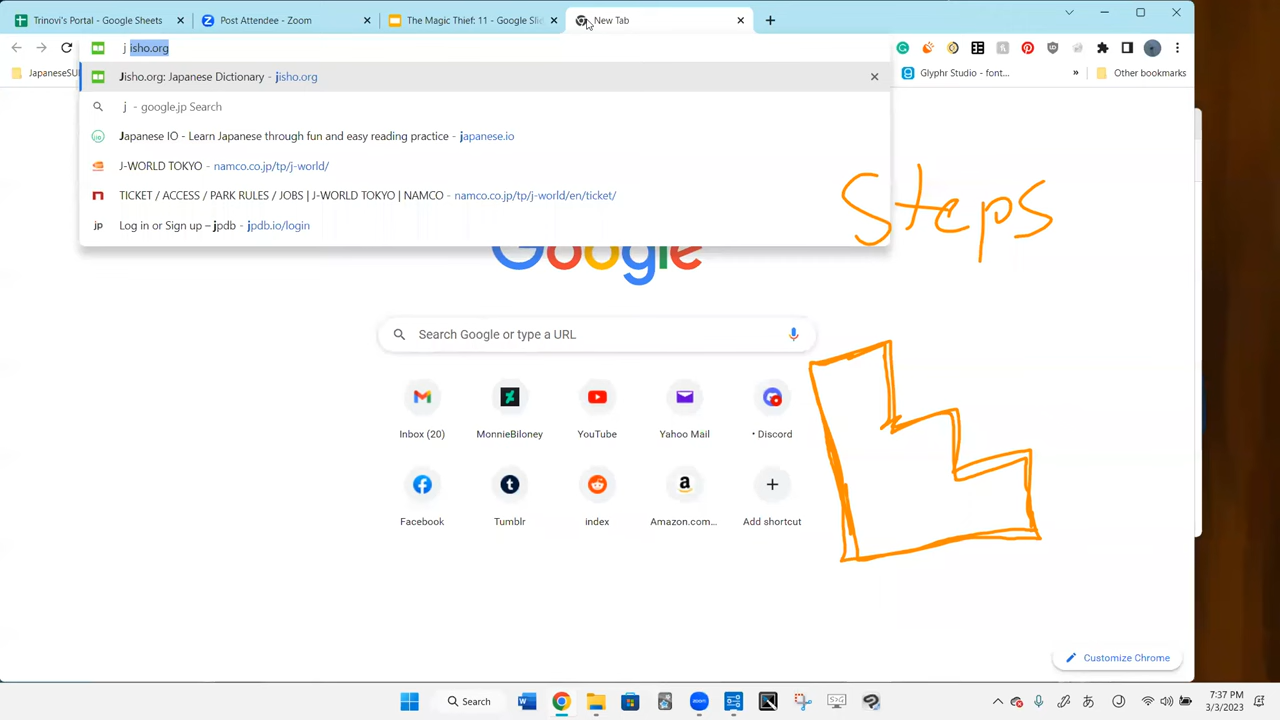 Trinovi's Portal - Google Sheets
Post Attendee - Zoom
The Magic Thief: 11 - Google Slid
New Tab
j isho.org
JapaneseSU
Glyphr Studio - font...
»
Other bookmarks
Jisho.org: Japanese Dictionary - jisho.org
j - google.jp Search
Japanese IO - Learn Japanese through fun and easy reading practice - japanese.io
J-WORLD TOKYO - namco.co.jp/tp/j-world/
TICKET / ACCESS / PARK RULES / JOBS | J-WORLD TOKYO | NAMCO - namco.co.jp/tp/j-world/en/ticket/
jp Log in or Sign up – jpdb - jpdb.io/login
Steps
Google
Search Google or type a URL
Inbox (20)
MonnieBiloney
YouTube
Yahoo Mail
• Discord
Facebook
Tumblr
index
Amazon.com...
Add shortcut
Customize Chrome
Search
あ
7:37 PM
3/3/2023